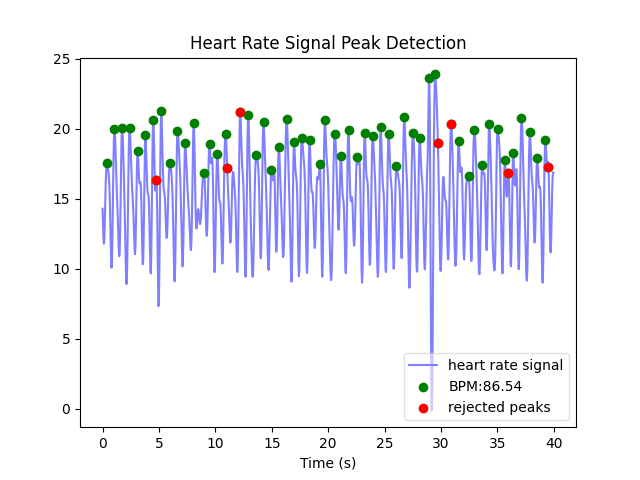 Heart Rate Signal Peak Detection
25
20
15
10
5
0
heart rate signal
BPM:86.54
rejected peaks
0 5 10 15 20 25 30 35 40
Time (s)